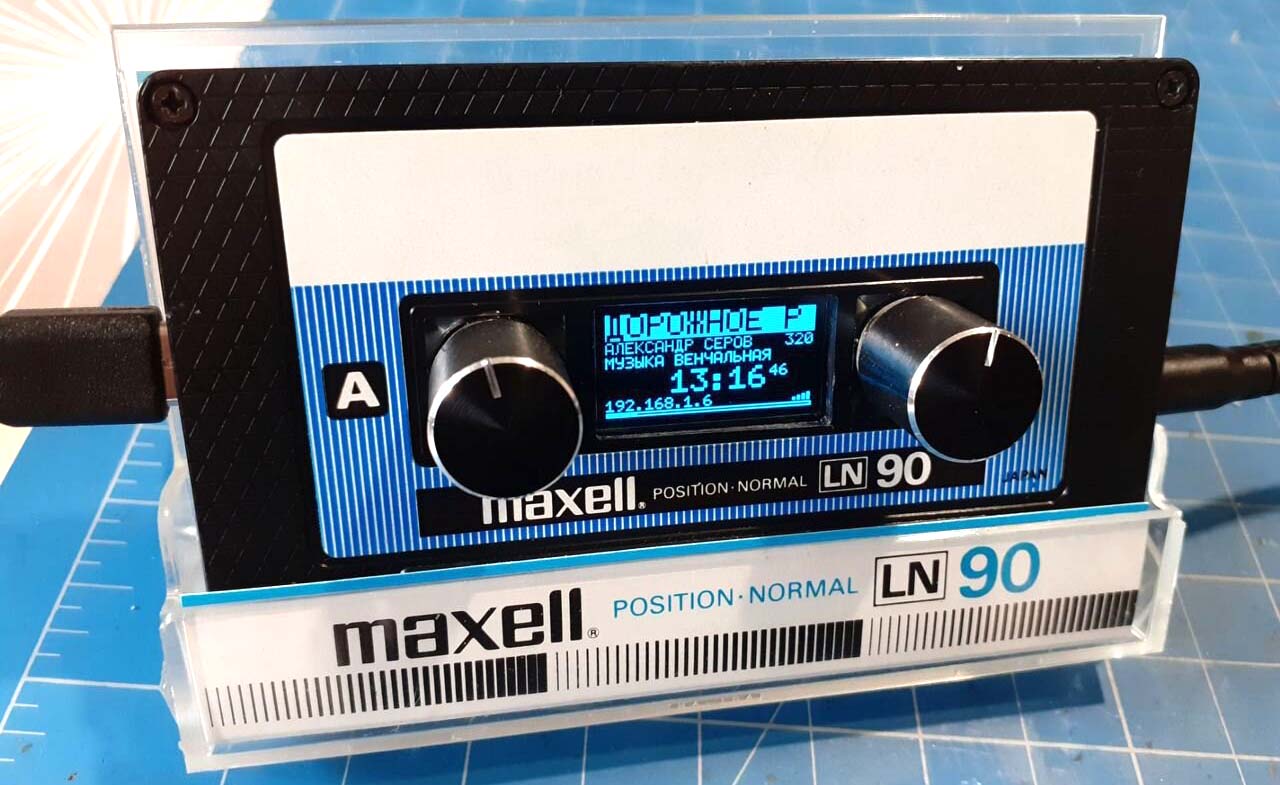 ДОРОЖНОЕ Р
АЛЕКСАНДР СЕРОВ 320
МУЗЫКА ВЕНЧАЛЬНАЯ
13:16 46
192.168.1.6
A
maxell® POSITION·NORMAL LN 90
JAPAN
maxell® POSITION·NORMAL LN 90